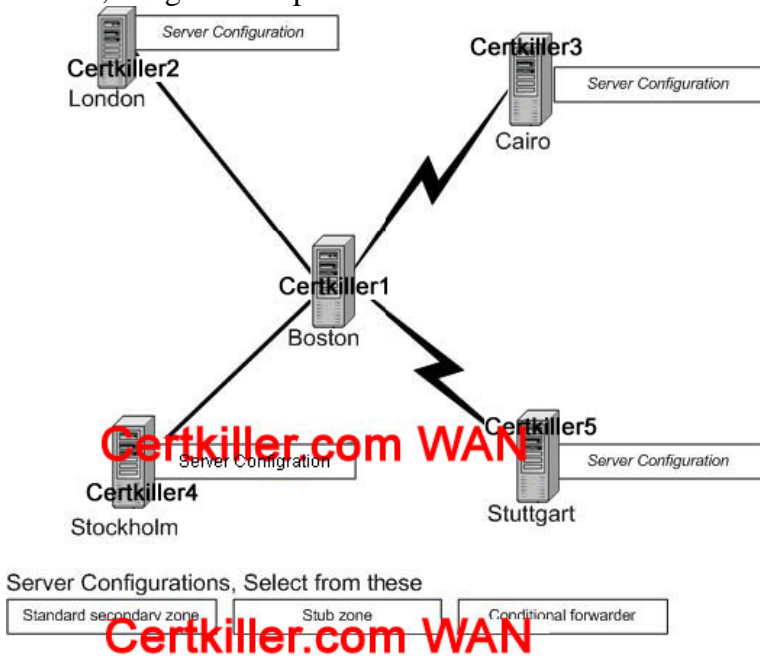 Server Configuration
Certkiller2
London
Certkiller3
Server Configuration
Cairo
Certkiller1
Boston
Certkiller.com WAN
Certkiller5
Server Configration
Server Configuration
Certkiller4
Stuttgart
Stockholm
Server Configurations, Select from these
Standard secondary zone
Stub zone
Conditional forwarder
Certkiller.com WAN